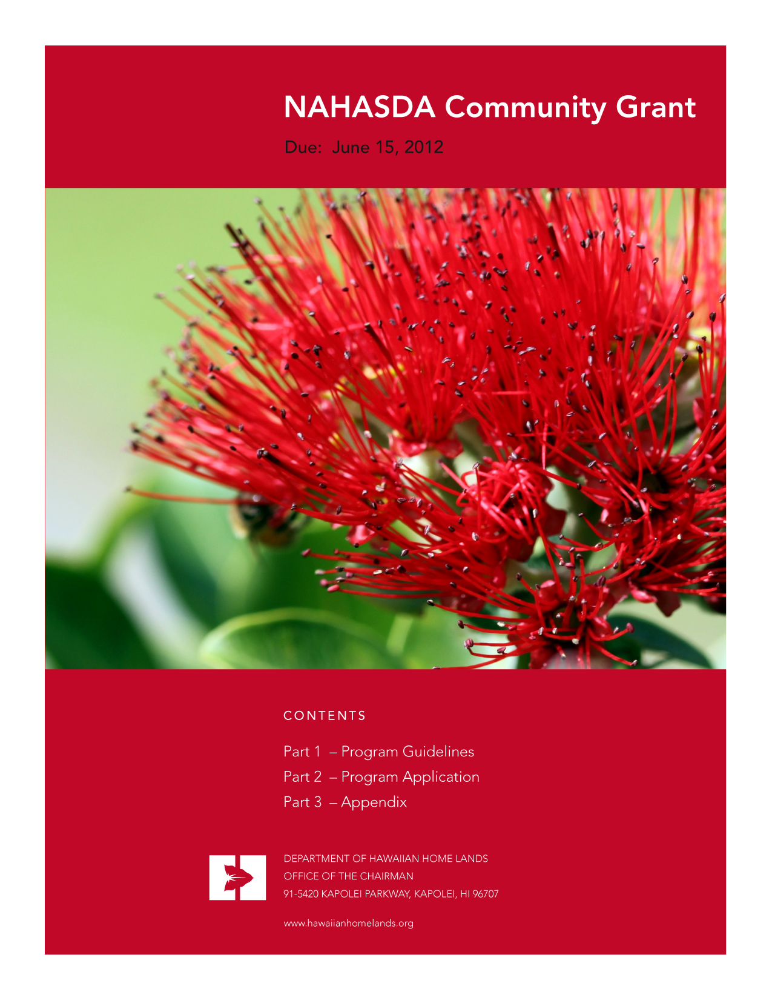 NAHASDA Community Grant
Due: June 15, 2012
CONTENTS
Part 1 – Program Guidelines
Part 2 – Program Application
Part 3 – Appendix
DEPARTMENT OF HAWAIIAN HOME LANDS
OFFICE OF THE CHAIRMAN
91-5420 KAPOLEI PARKWAY, KAPOLEI, HI 96707
www.hawaiianhomelands.org